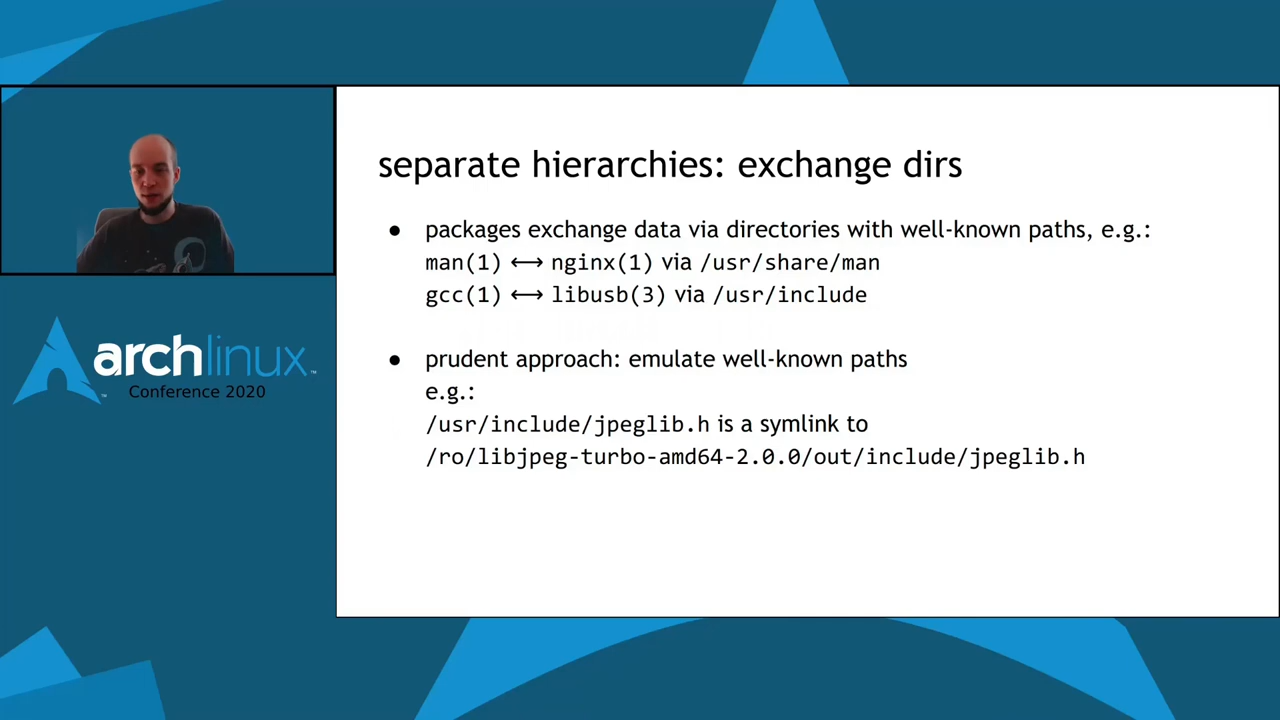 separate hierarchies: exchange dirs
● packages exchange data via directories with well-known paths, e.g.:
man(1) ⟷ nginx(1) via /usr/share/man
gcc(1) ⟷ libusb(3) via /usr/include
● prudent approach: emulate well-known paths
e.g.:
/usr/include/jpeglib.h is a symlink to
/ro/libjpeg-turbo-amd64-2.0.0/out/include/jpeglib.h
archlinux™
Conference 2020